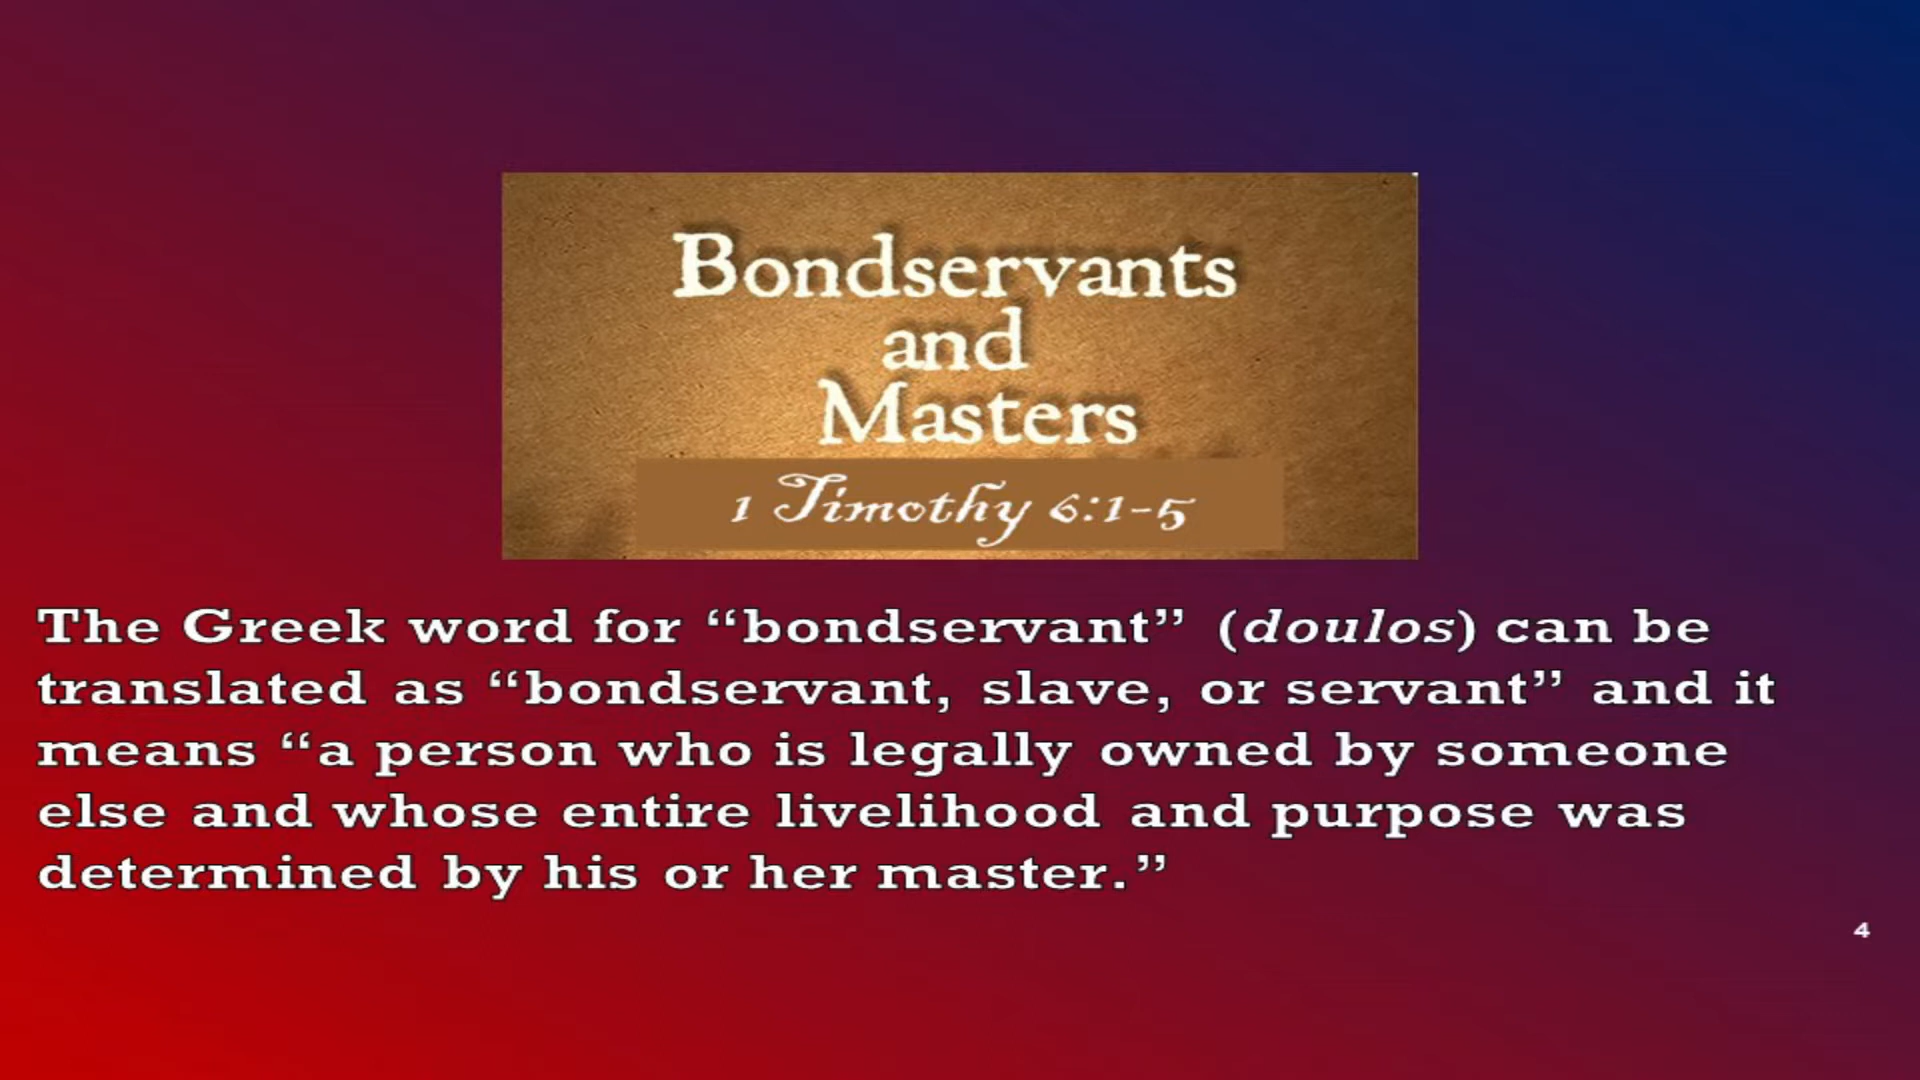 Bondservants
and
Masters
1 Timothy 6:1-5
The Greek word for “bondservant” (doulos) can be
translated as “bondservant, slave, or servant” and it
means “a person who is legally owned by someone
else and whose entire livelihood and purpose was
determined by his or her master.”
4